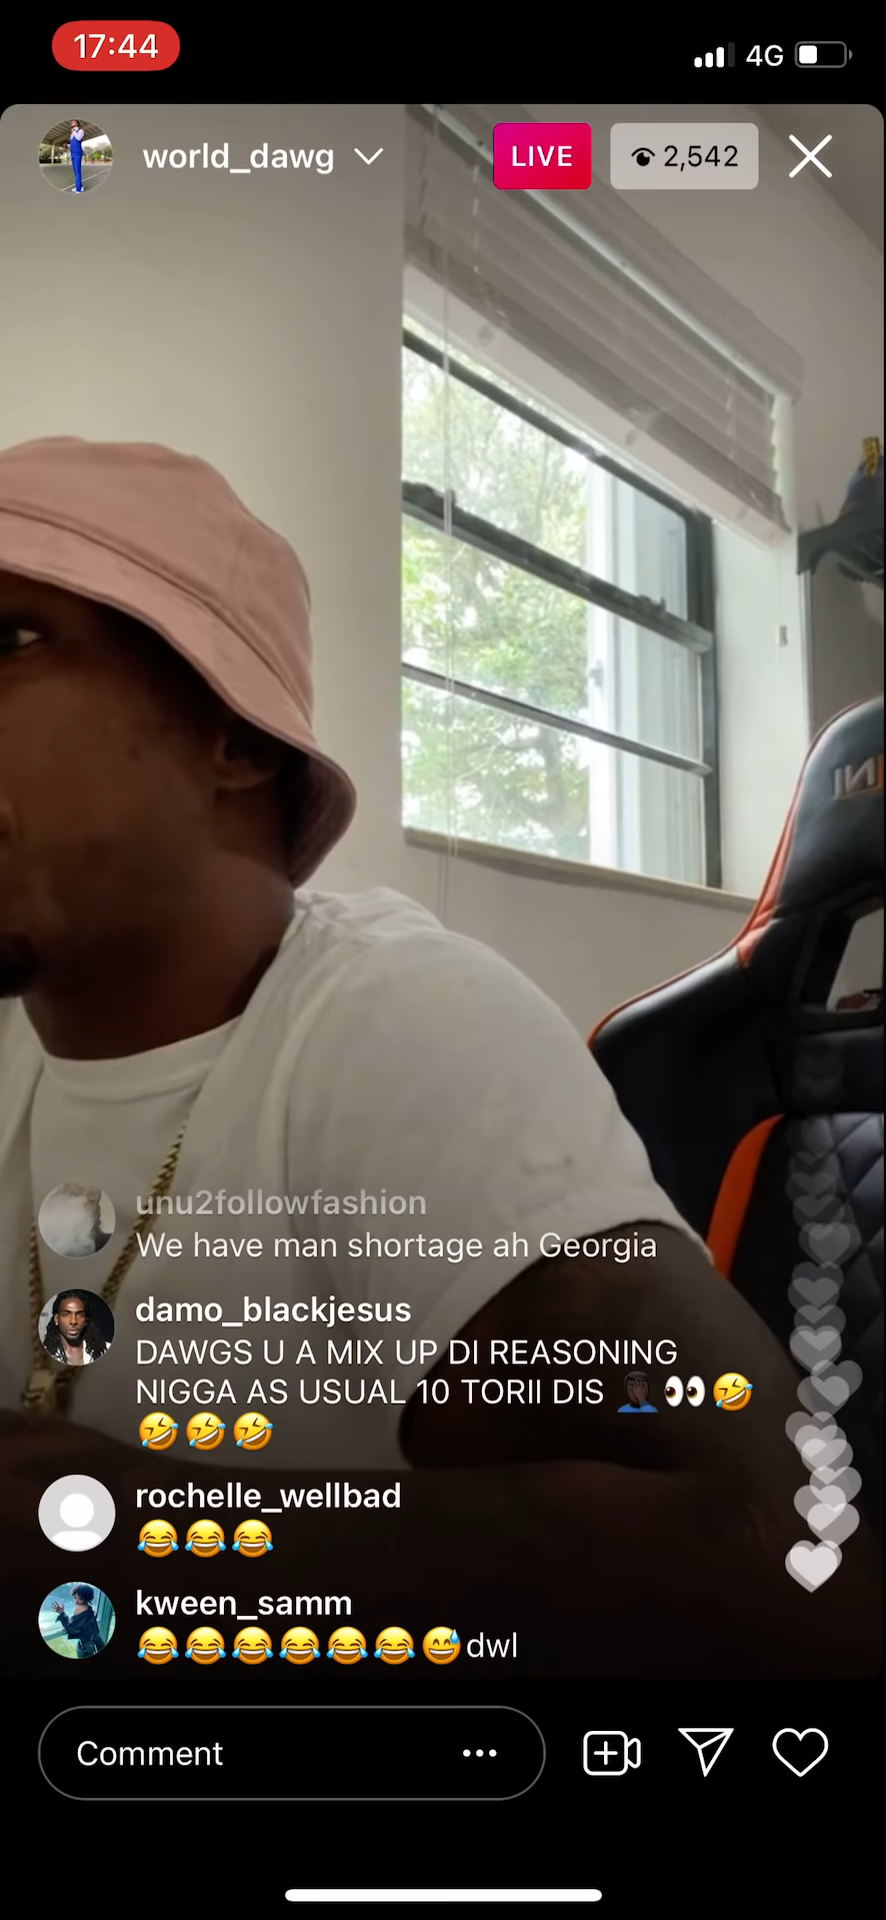 17:44
4G
world_dawg
LIVE
2,542
unu2followfashion
We have man shortage ah Georgia
damo_blackjesus
DAWGS U A MIX UP DI REASONING
NIGGA AS USUAL 10 TORII DIS 🤦🏿‍♂️👀🤣
🤣🤣🤣
rochelle_wellbad
😂😂😂
kween_samm
😂😂😂😂😂😂😅dwl
Comment